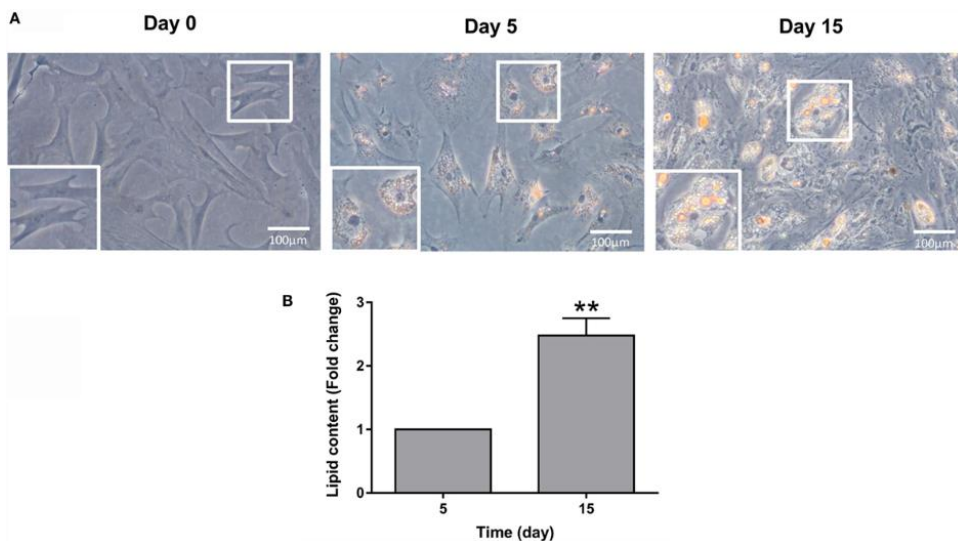 A
Day 0
Day 5
Day 15
100μm
100μm
100μm
B
Lipid content (Fold change)
3
2
1
0
**
5
15
Time (day)